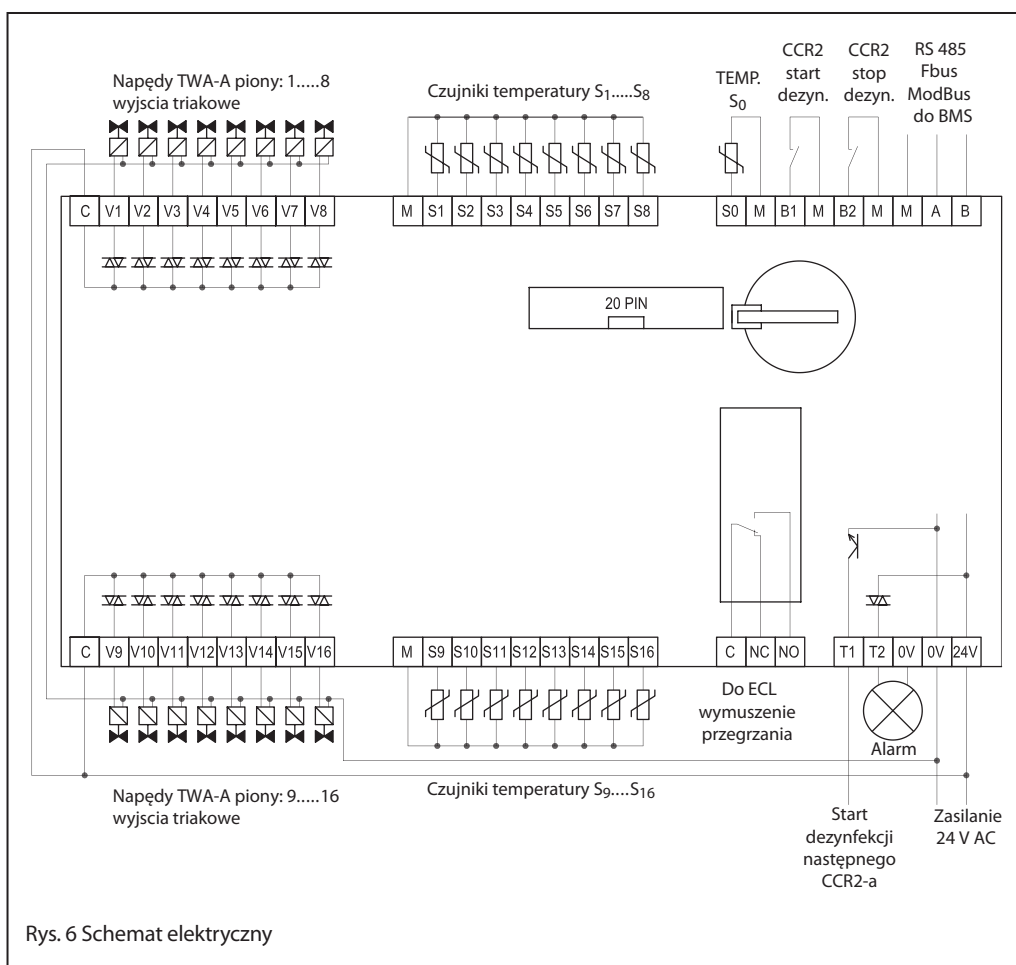 Napędy TWA-A piony: 1.....8
wyjscia triakowe
Czujniki temperatury S1.....S8
TEMP.
S0
CCR2
start
dezyn.
CCR2
stop
dezyn.
RS 485
Fbus
ModBus
do BMS
C V1 V2 V3 V4 V5 V6 V7 V8
M S1 S2 S3 S4 S5 S6 S7 S8
S0 M B1 M B2 M M A B
20 PIN
C V9 V10 V11 V12 V13 V14 V15 V16
M S9 S10 S11 S12 S13 S14 S15 S16
C NC NO
T1 T2 0V 0V 24V
Do ECL
wymuszenie
przegrzania
Alarm
Napędy TWA-A piony: 9.....16
wyjscia triakowe
Czujniki temperatury S9....S16
Start
dezynfekcji
następnego
CCR2-a
Zasilanie
24 V AC
Rys. 6 Schemat elektryczny